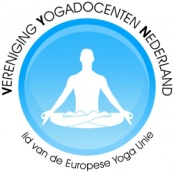 VERENIGING YOGADOCENTEN NEDERLAND
lid van de Europese Yoga Unie